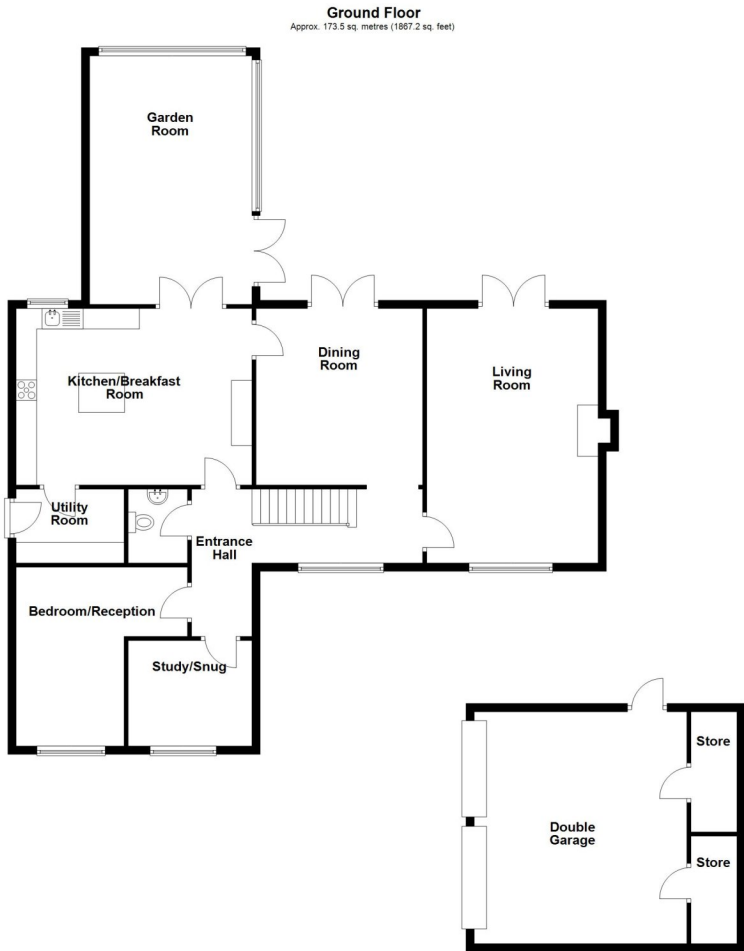 Ground Floor
Approx. 173.5 sq. metres (1867.2 sq. feet)
Garden
Room
Kitchen/Breakfast
Room
Dining
Room
Living
Room
Utility
Room
Entrance
Hall
Bedroom/Reception
Study/Snug
Double
Garage
Store
Store